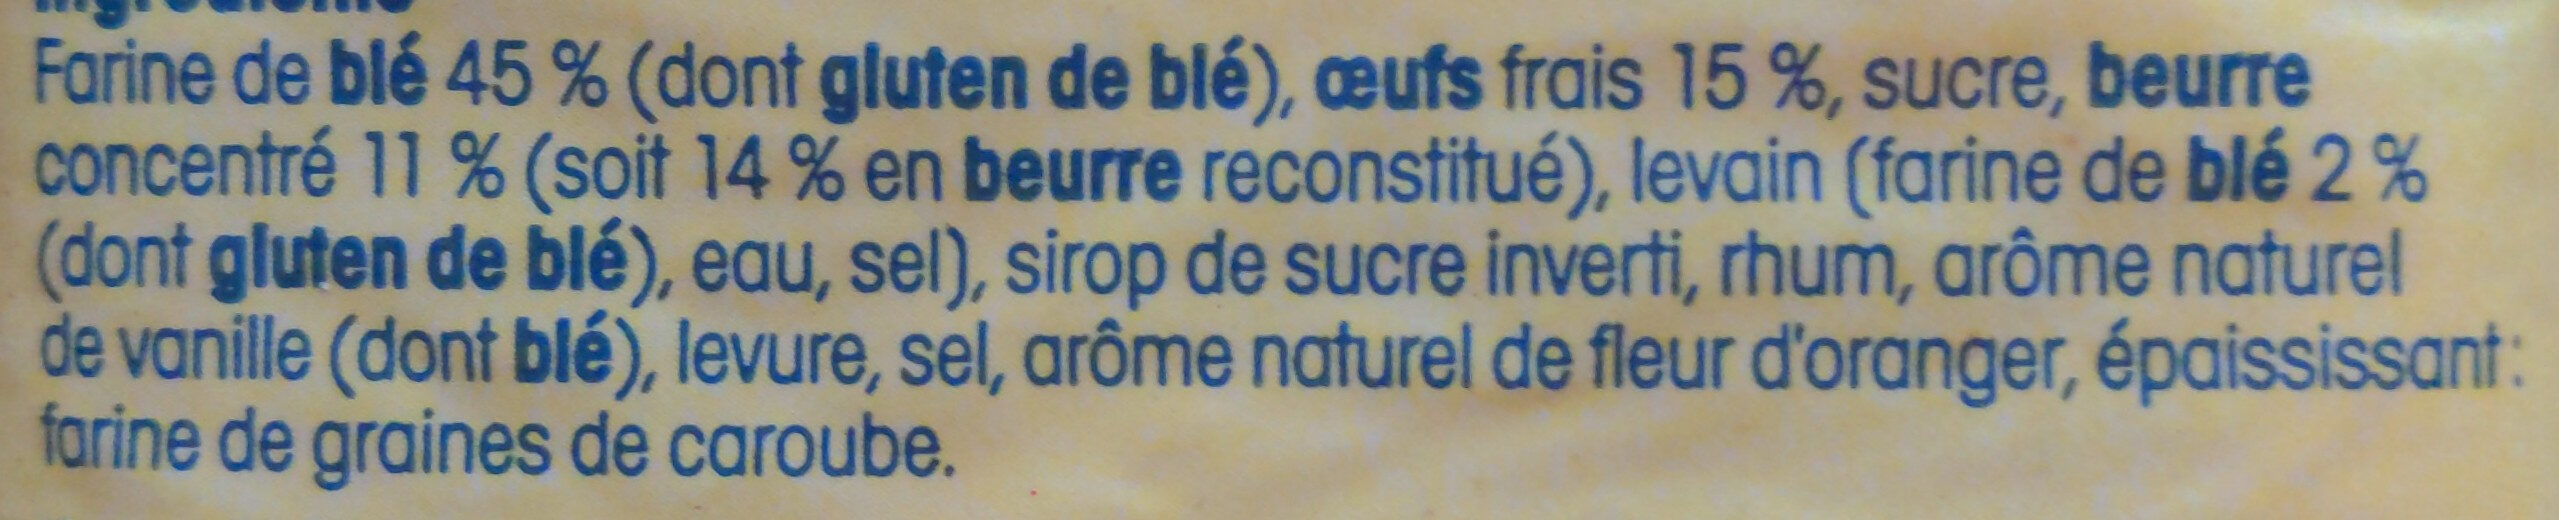 Ingrédients
Farine de blé 45 % (dont gluten de blé), œufs frais 15 %, sucre, beurre
concentré 11 % (soit 14 % en beurre reconstitué), levain (farine de blé 2 %
(dont gluten de blé), eau, sel), sirop de sucre inverti, rhum, arôme naturel
de vanille (dont blé), levure, sel, arôme naturel de fleur d'oranger, épaississant :
farine de graines de caroube.